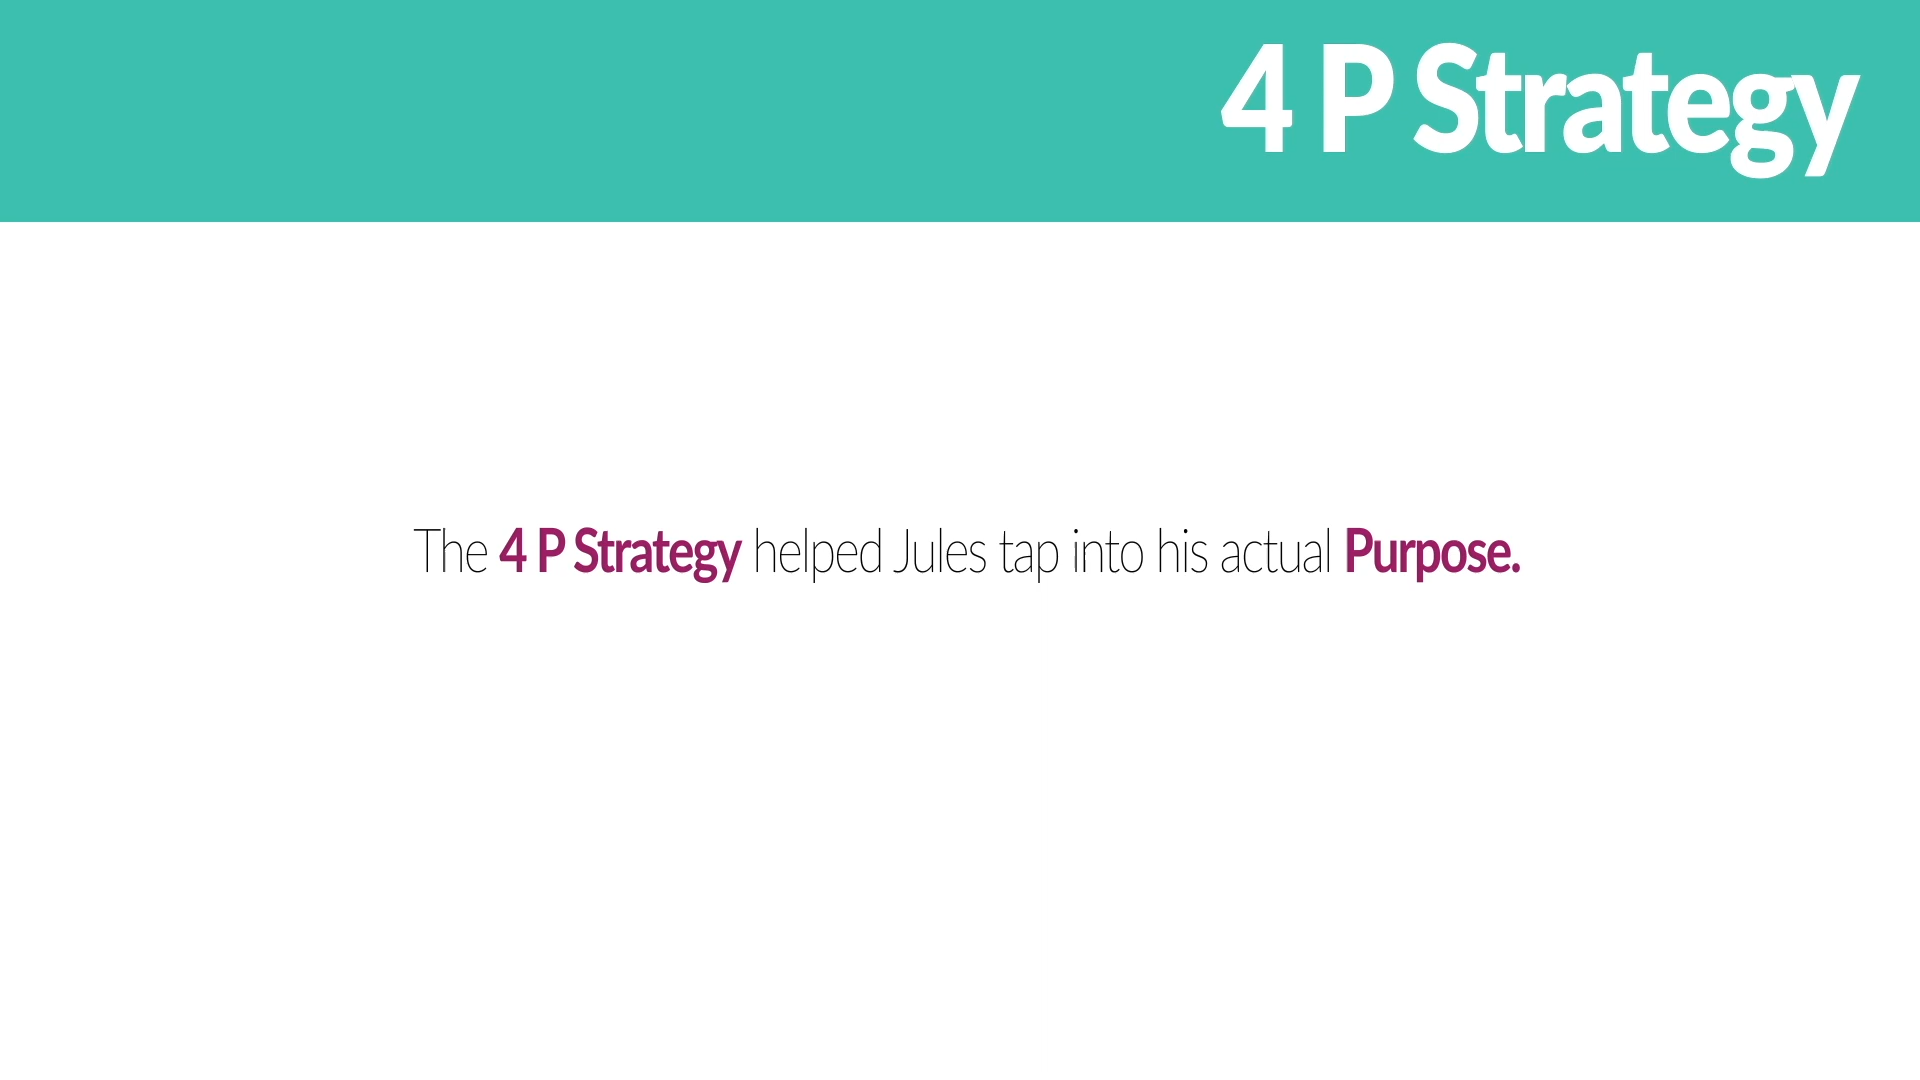 4 P Strategy
The 4 P Strategy helped Jules tap into his actual Purpose.